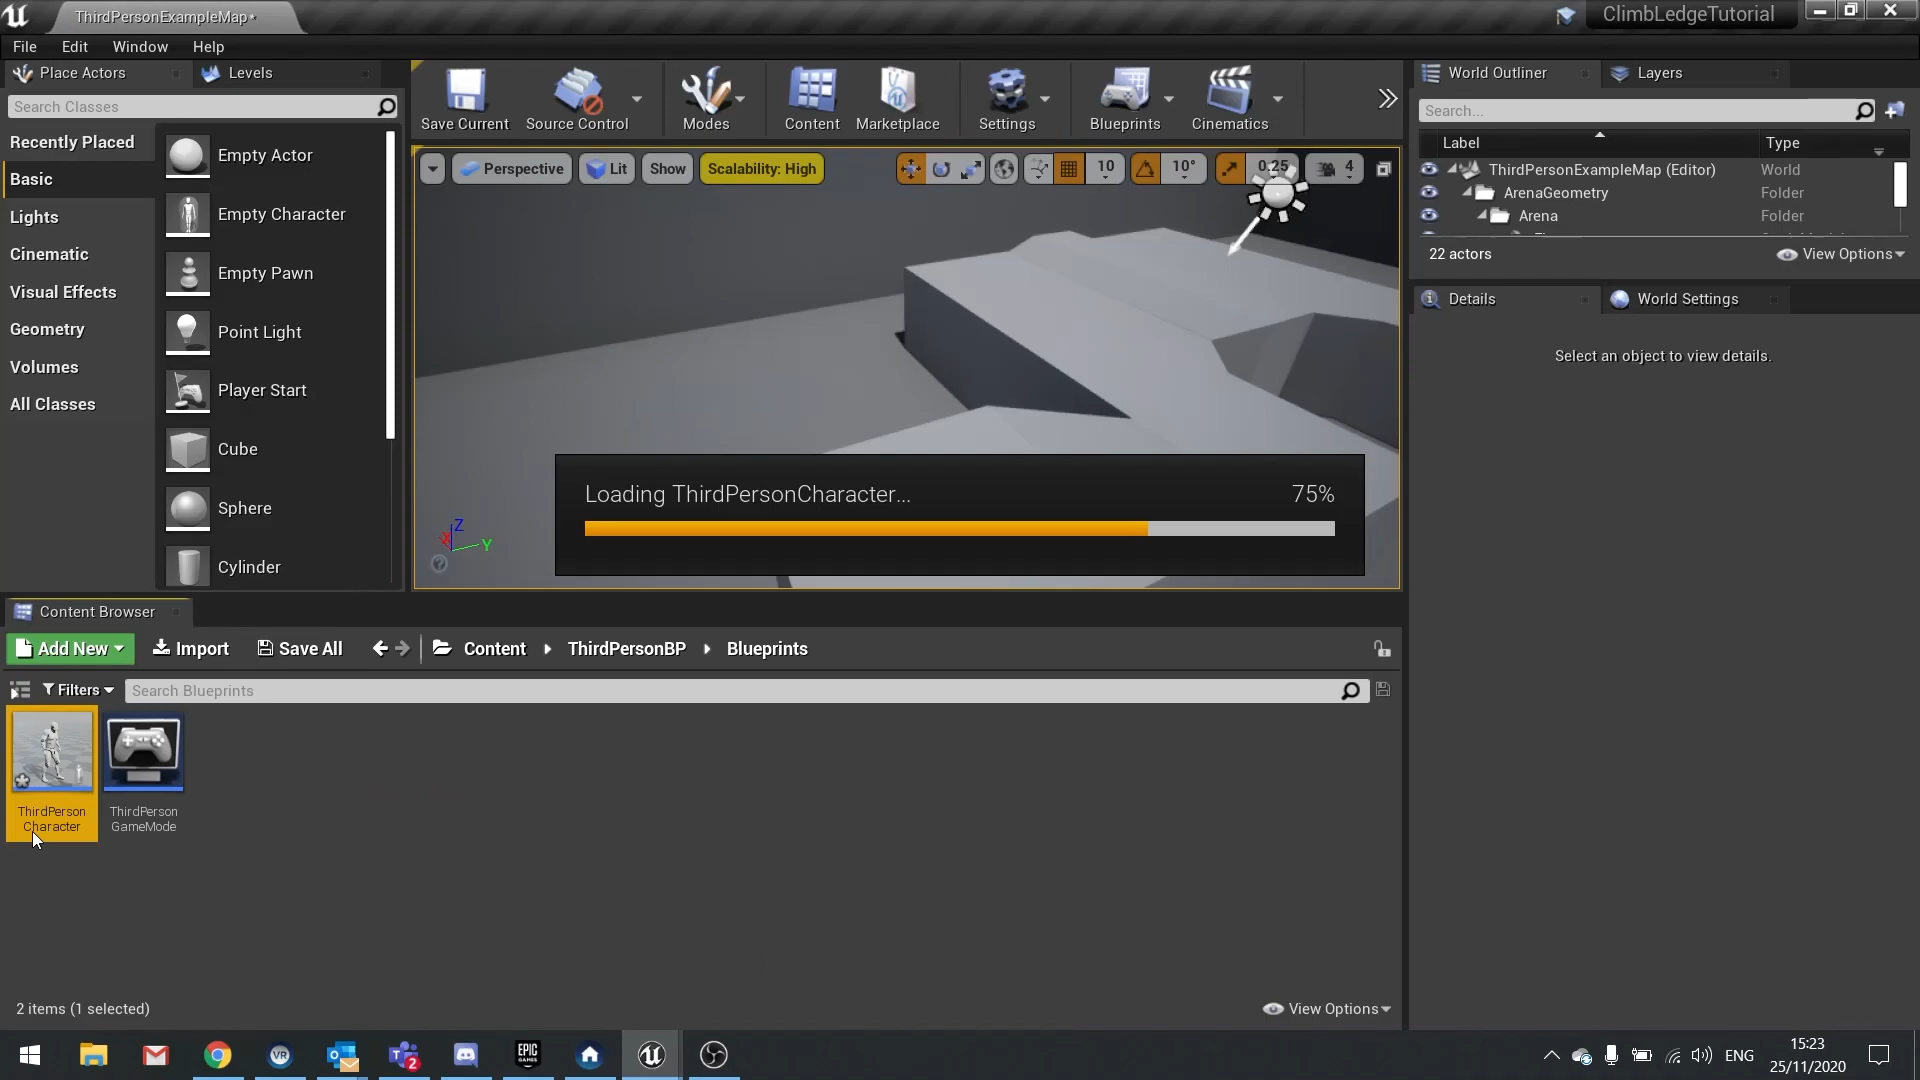 ThirdPersonExampleMap*
ClimbLedgeTutorial
File Edit Window Help
Place Actors
Levels
Search Classes
Recently Placed
Basic
Lights
Cinematic
Visual Effects
Geometry
Volumes
All Classes
Empty Actor
Empty Character
Empty Pawn
Point Light
Player Start
Cube
Sphere
Cylinder
Save Current
Source Control
Modes
Content
Marketplace
Settings
Blueprints
Cinematics
Perspective
Lit
Show
Scalability: High
10
10°
0.25
4
Z
X
Y
Loading ThirdPersonCharacter... 75%
World Outliner
Layers
Search...
Label Type
ThirdPersonExampleMap (Editor) World
ArenaGeometry Folder
Arena Folder
22 actors
View Options
Details
World Settings
Select an object to view details.
Content Browser
Add New
Import
Save All
Content
ThirdPersonBP
Blueprints
Filters
Search Blueprints
ThirdPerson
Character
ThirdPerson
GameMode
2 items (1 selected)
View Options
VR
2
EPIC
GAMES
ENG
15:23
25/11/2020